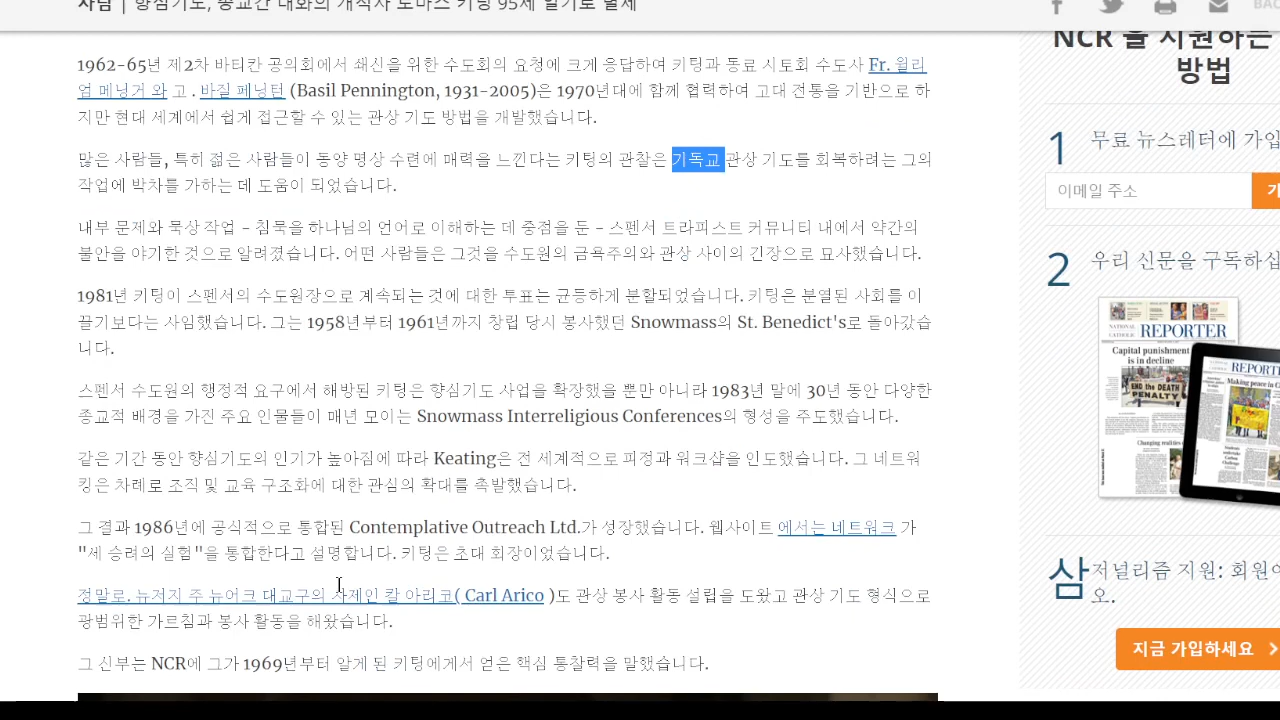 사람 | 향심기도, 종교간 대화의 개척자 토마스 키팅 95세 일기로 별세
BAC
1962-65년 제2차 바티칸 공의회에서 쇄신을 위한 수도회의 요청에 크게 응답하여 키팅과 동료 시토회 수도사 Fr. 윌리
엄 메닝거 와 고 . 바질 페닝턴 (Basil Pennington, 1931-2005)은 1970년대에 함께 협력하여 고대 전통을 기반으로 하
지만 현대 세계에서 쉽게 접근할 수 있는 관상 기도 방법을 개발했습니다.
많은 사람들, 특히 젊은 사람들이 동양 명상 수련에 매력을 느낀다는 키팅의 관찰은 기독교 관상 기도를 회복하려는 그의
작업에 박차를 가하는 데 도움이 되었습니다.
내부 문제와 묵상 작업 - 침묵을 하나님의 언어로 이해하는 데 중점을 둔 - 스펜서 트라피스트 커뮤니티 내에서 약간의
불안을 야기한 것으로 알려졌습니다. 어떤 사람들은 그것을 수도원의 금욕주의와 관상 사이의 긴장으로 묘사했습니다.
1981년 키팅이 스펜서의 수도원장으로 계속되는 것에 대한 투표는 균등하게 분할되었습니다. 키팅은 분열된 사회를 이
끌기보다는 사임했습니다. 그는 1958년부터 봉사했던 Snowmass의 St. Benedict's로 돌아갔습
니다.
스펜서 수도원의 행정적 요구에서 해방된 키팅은 향심기도 뿐만 아니라 1983년 30년 동안 다양한
종교적 배경을 가진 주요 인물들이 매년 모이는 Snowmass Interreligious Conferences의 형성을 주도했습니다.
같은 기간 동안 향심기도의 인기가 높아짐에 따라 Keating은 워크샵을 인도했습니다. 그 네트워
킹은 차례로 조직 및 교육 대한 관심의 촉발했습니다.
그 결과 1986년에 공식적으로 통합된 Contemplative Outreach Ltd.가 성장했습니다. 웹사이트 에서는 네트워크 가
"세 승려의 실험"을 통합한다고 설명합니다. 키팅은 초대 회장이었습니다.
정말로. 뉴저지 주 뉴어크 대교구의 사제인 칼 아리코( Carl Arico )도 관상 봉사 활동 설립을 도왔고 관상 기도 형식으로
광범위한 가르침과 봉사 활동을 해왔습니다.
그 신부는 NCR에 그가 1969년부터 알게 된 키팅에게서 얻은 핵심 통찰력을 말했습니다.
NCR 을 지원하는
방법
1 무료 뉴스레터에 가입
이메일 주소
가
2 우리 신문을 구독하십
NATIONAL CATHOLIC REPORTER
Capital punishment
is in decline
END the DEATH
PENALTY
Changing realities
REPORT
Making peace in C
삼 저널리즘 지원: 회원이
오.
지금 가입하세요